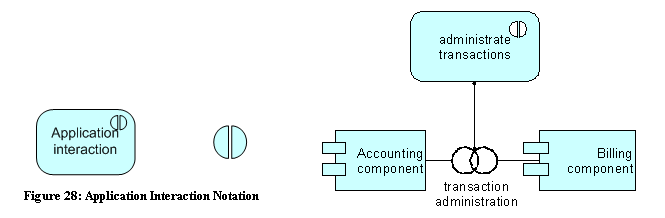 Application
interaction
Figure 28: Application Interaction Notation
administrate
transactions
Accounting
component
transaction
administration
Billing
component